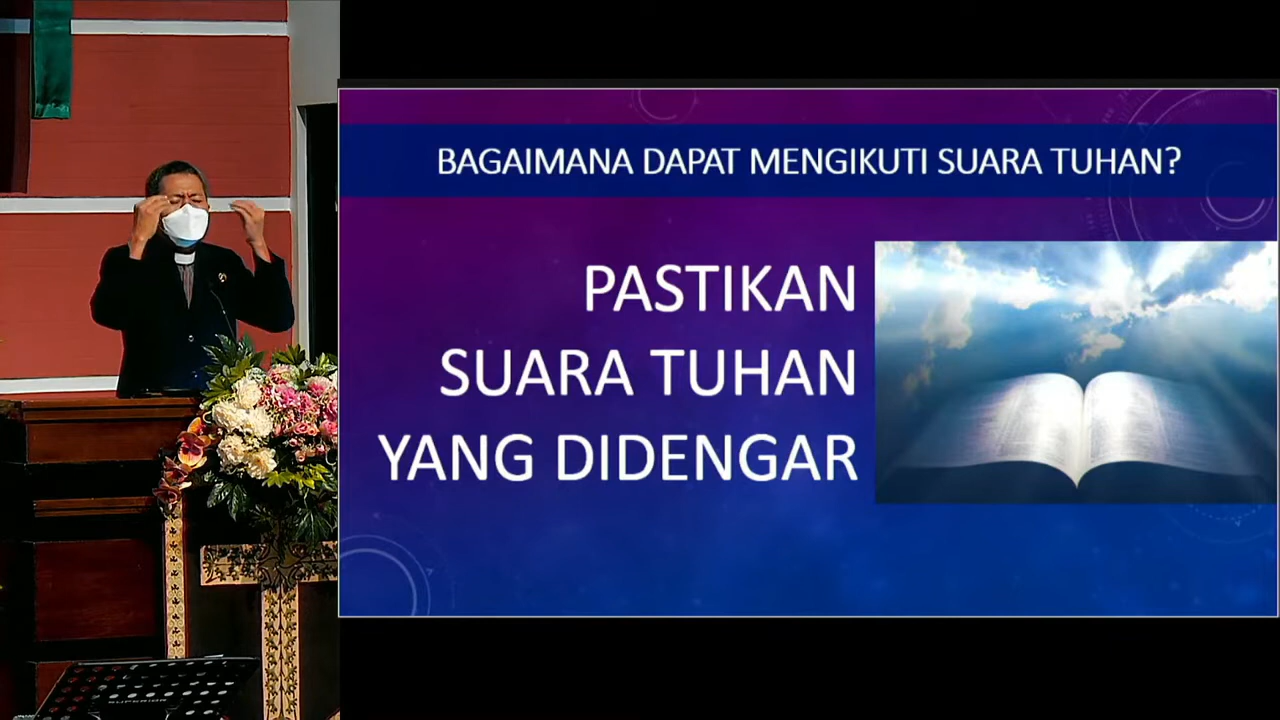 BAGAIMANA DAPAT MENGIKUTI SUARA TUHAN?
PASTIKAN
SUARA TUHAN
YANG DIDENGAR